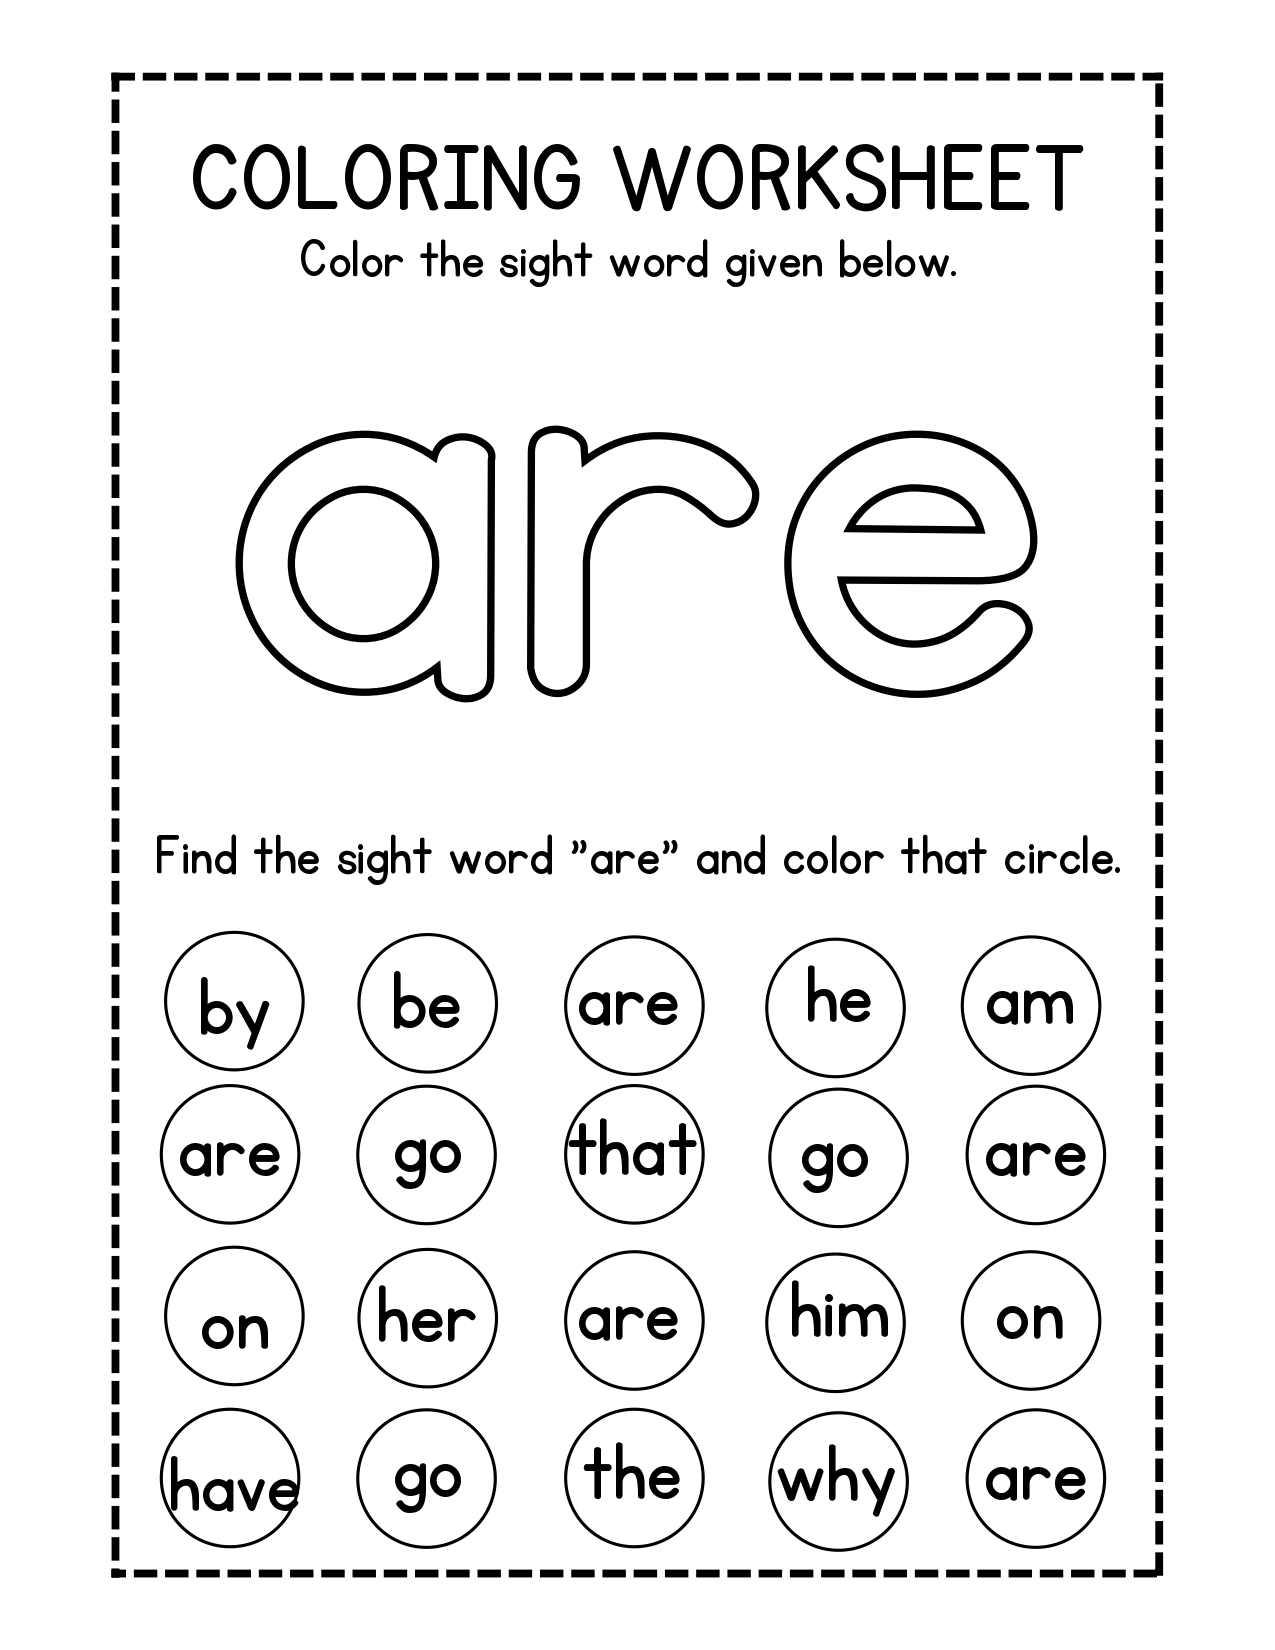 COLORING WORKSHEET
Color the sight word given below.
are
Find the sight word ”are” and color that circle.
by be are he am
are go that go are
on her are him on
have go the why are